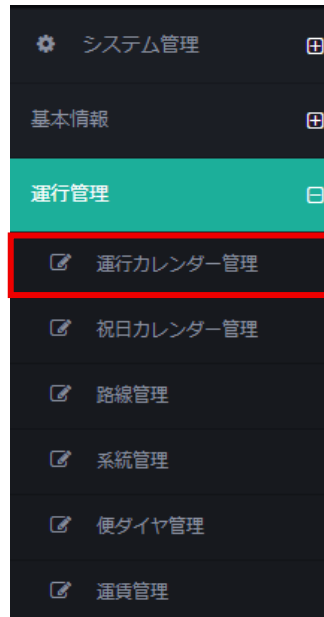 システム管理
基本情報
運行管理
運行カレンダー管理
祝日カレンダー管理
路線管理
系統管理
便ダイヤ管理
運賃管理